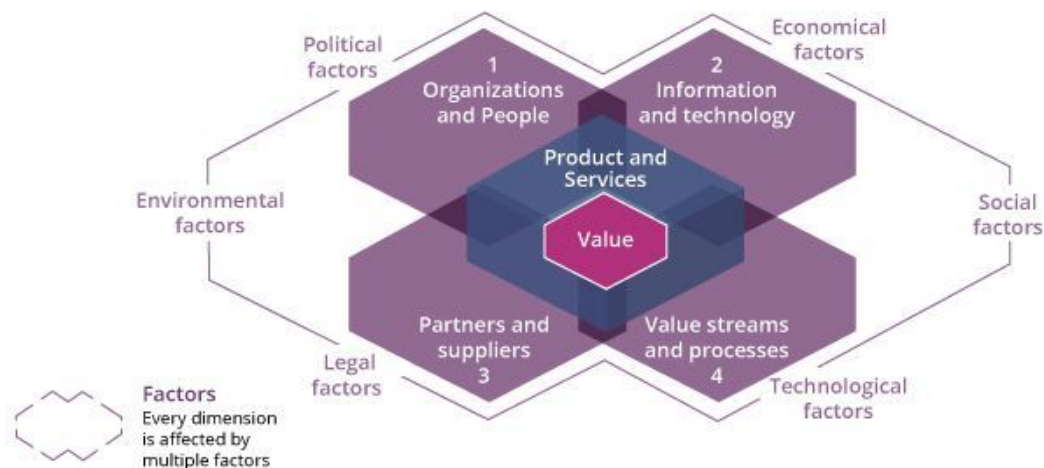 Political
factors
Economical
factors
1
Organizations
and People
2
Information
and technology
Product and
Services
Environmental
factors
Value
Social
factors
Partners and
suppliers
3
Value streams
and processes
4
Legal
factors
Technological
factors
Factors
Every dimension
is affected by
multiple factors